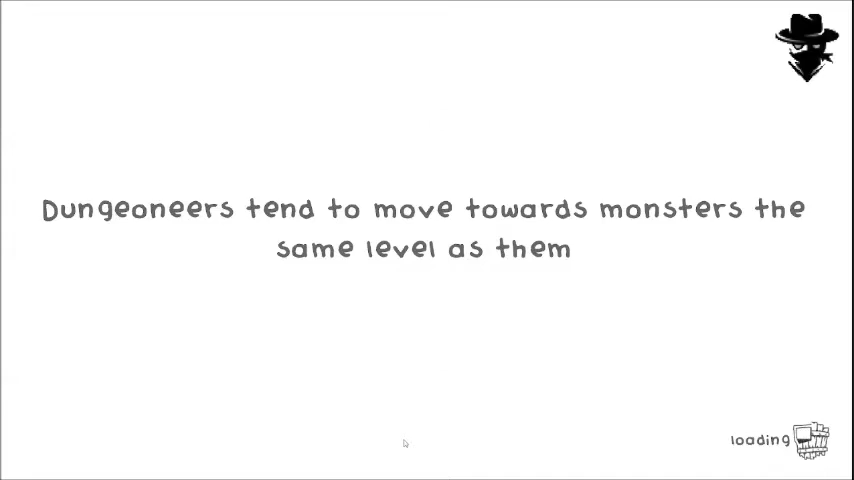 Dungeoneers tend to move towards monsters the
same level as them
loading